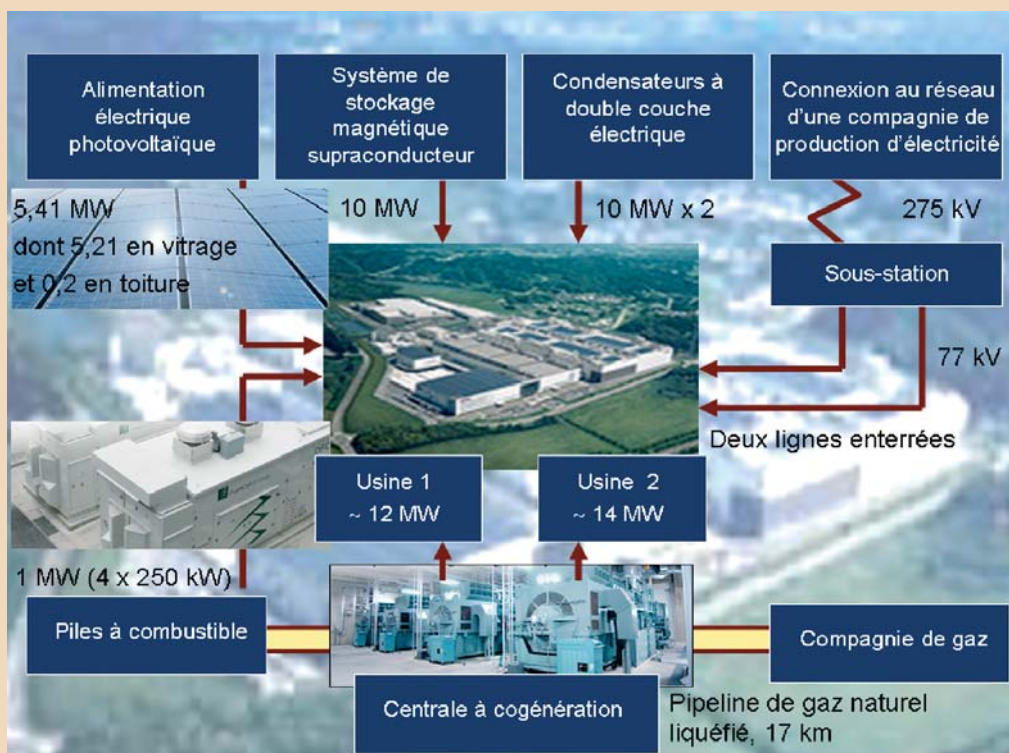 Alimentation
électrique
photovoltaïque
Système de
stockage
magnétique
supraconducteur
Condensateurs à
double couche
électrique
Connexion au réseau
d'une compagnie de
production d'électricité
5,41 MW
dont 5,21 en vitrage
et 0,2 en toiture
10 MW
10 MW x 2
275 kV
Sous-station
77 kV
Deux lignes enterrées
Usine 1
~ 12 MW
Usine 2
~ 14 MW
1 MW (4 x 250 kW)
Piles à combustible
Compagnie de gaz
Centrale à cogénération
Pipeline de gaz naturel
liquéfié, 17 km